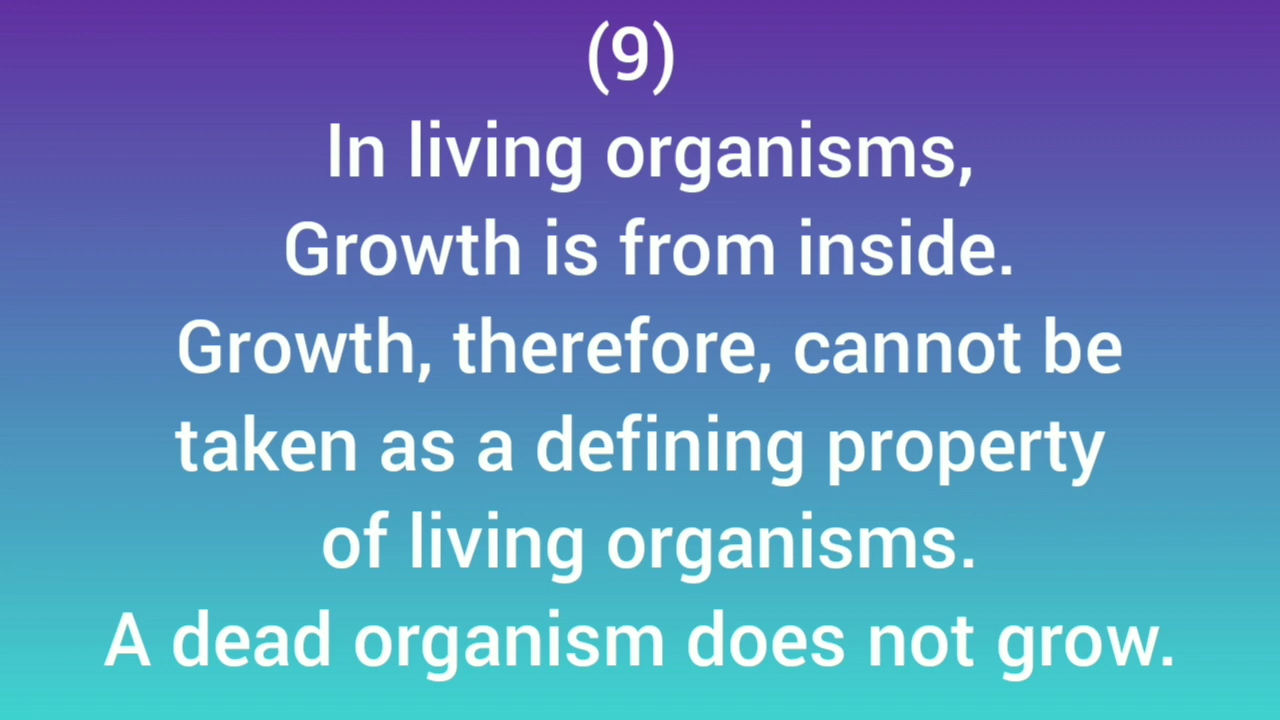 (9)
In living organisms,
Growth is from inside.
Growth, therefore, cannot be
taken as a defining property
of living organisms.
A dead organism does not grow.